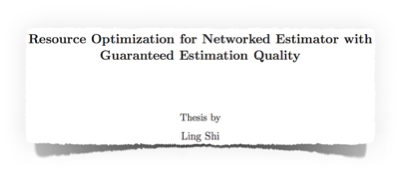 Resource Optimization for Networked Estimator with
Guaranteed Estimation Quality
Thesis by
Ling Shi